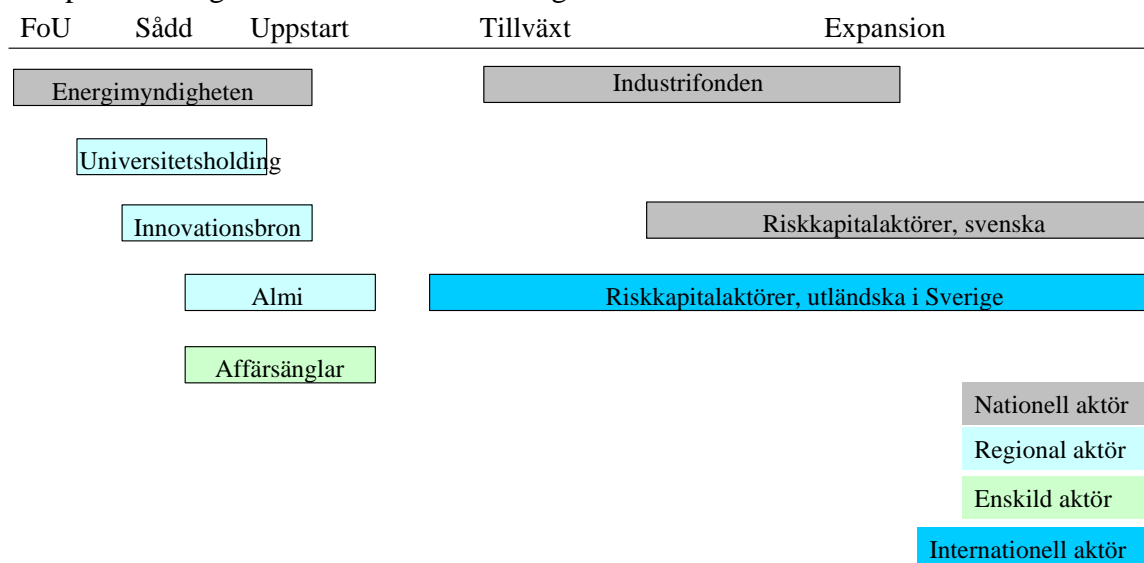 FoU Sådd Uppstart Tillväxt Expansion
Energimyndigheten Industrifonden
Universitetsholding
Innovationsbron Riskkapitalaktörer, svenska
Almi Riskkapitalaktörer, utländska i Sverige
Affärsänglar
Nationell aktör
Regional aktör
Enskild aktör
Internationell aktör